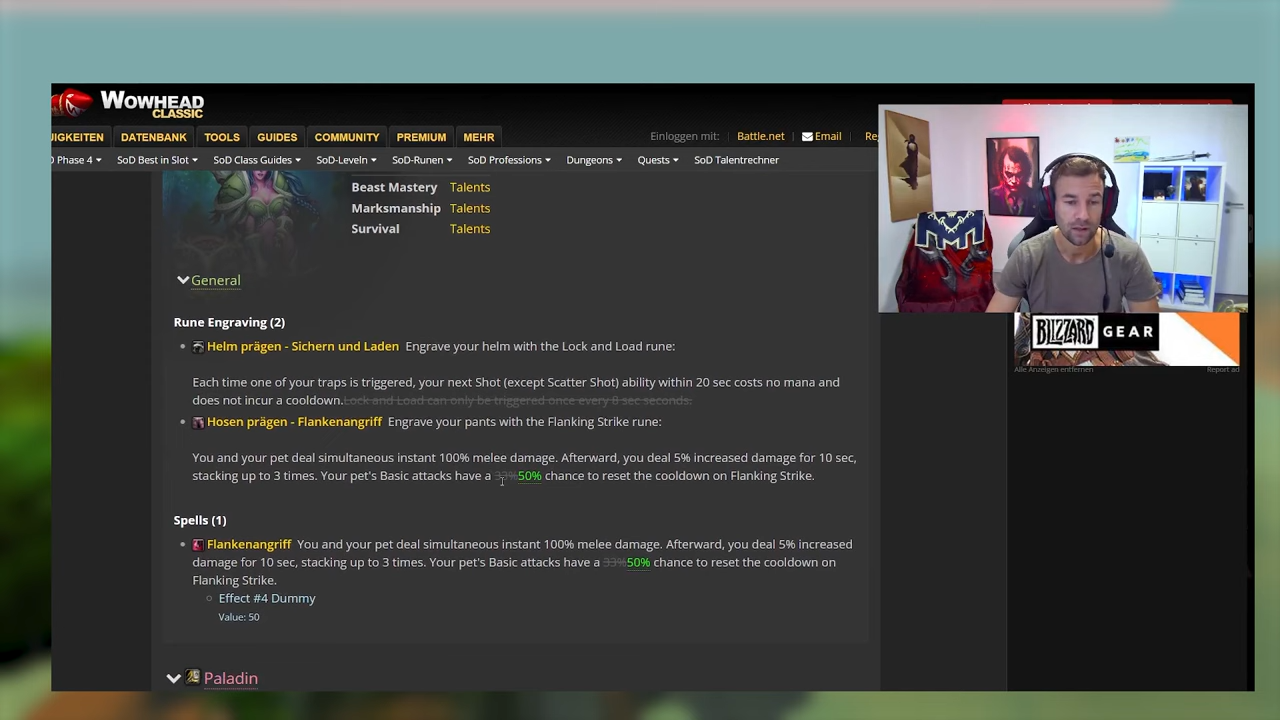 WOWHEAD
CLASSIC
UIGKEITEN DATENBANK TOOLS GUIDES COMMUNITY PREMIUM MEHR
Einloggen mit: Battle.net Email Re
Phase 4 SoD Best in Slot SoD Class Guides SoD-Leveln SoD-Runen SoD Professions Dungeons Quests SoD Talentrechner
Beast Mastery Talents
Marksmanship Talents
Survival Talents
General
Rune Engraving (2)
Helm prägen - Sichern und Laden Engrave your helm with the Lock and Load rune:
Each time one of your traps is triggered, your next Shot (except Scatter Shot) ability within 20 sec costs no mana and
does not incur a cooldown.Lock and Load can only be triggered once every 8 sec seconds.
Hosen prägen - Flankenangriff Engrave your pants with the Flanking Strike rune:
You and your pet deal simultaneous instant 100% melee damage. Afterward, you deal 5% increased damage for 10 sec,
stacking up to 3 times. Your pet's Basic attacks have a 33%50% chance to reset the cooldown on Flanking Strike.
Spells (1)
Flankenangriff You and your pet deal simultaneous instant 100% melee damage. Afterward, you deal 5% increased
damage for 10 sec, stacking up to 3 times. Your pet's Basic attacks have a 33%50% chance to reset the cooldown on
Flanking Strike.
Effect #4 Dummy
Value: 50
Paladin
BLIZZARD GEAR
Alle Anzeigen entfernen Report ad